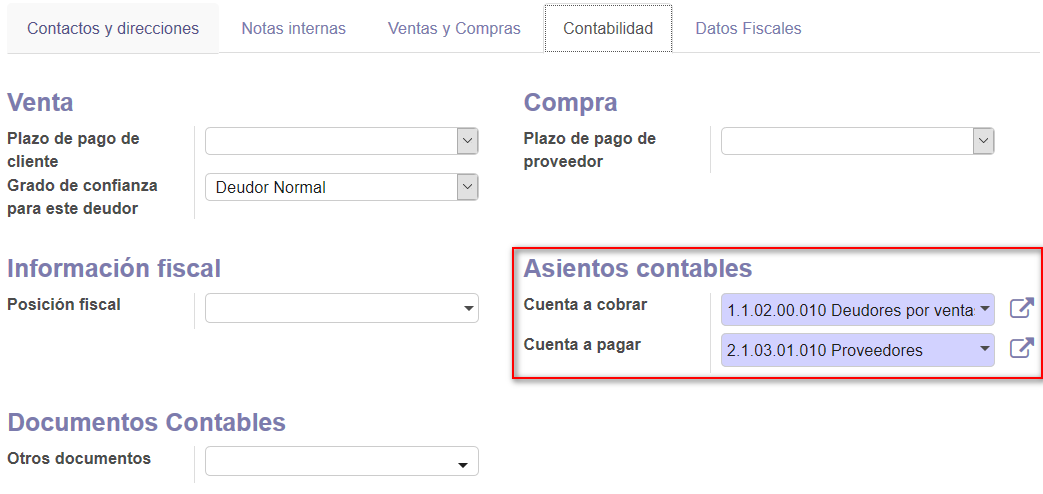 Contactos y direcciones
Notas internas
Ventas y Compras
Contabilidad
Datos Fiscales
Venta
Plazo de pago de
cliente
Grado de confianza
para este deudor
Deudor Normal
Compra
Plazo de pago de
proveedor
Información fiscal
Posición fiscal
Asientos contables
Cuenta a cobrar
1.1.02.00.010 Deudores por ventas
Cuenta a pagar
2.1.03.01.010 Proveedores
Documentos Contables
Otros documentos